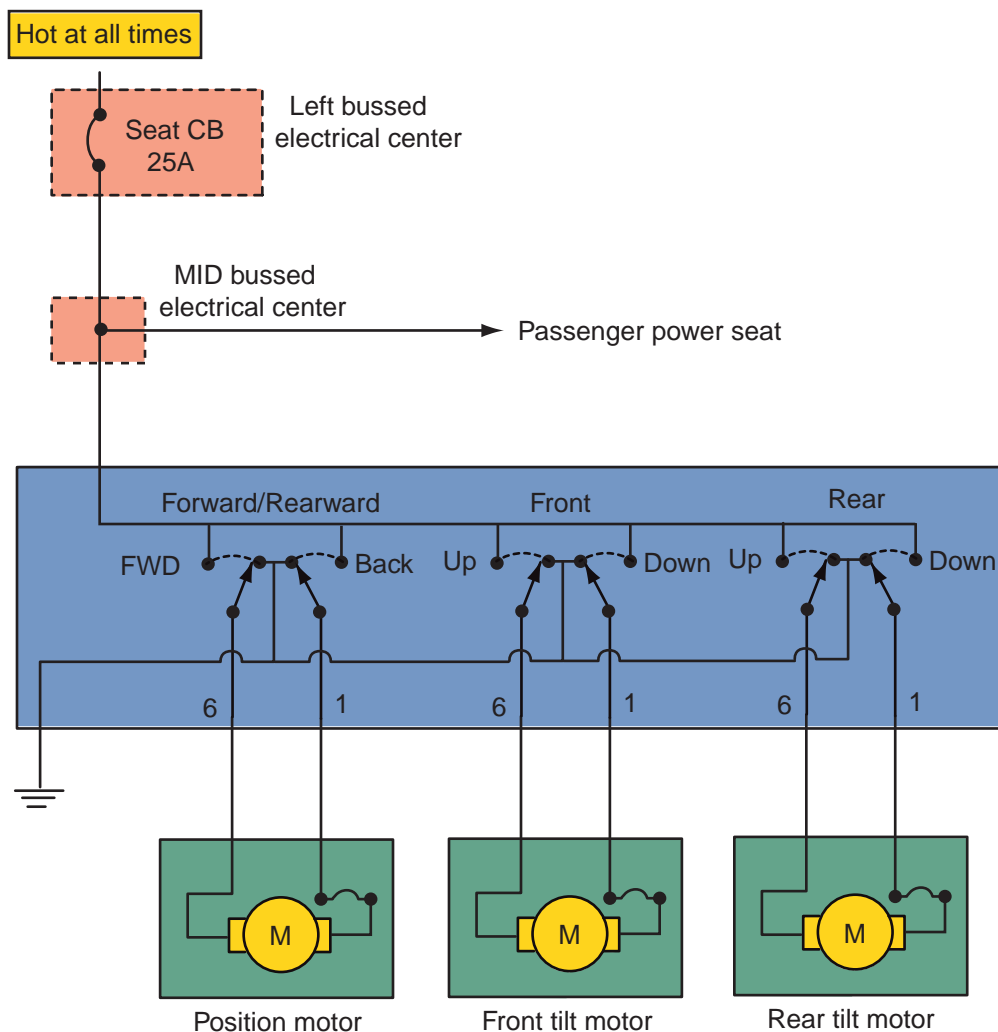 Hot at all times
Left bussed
electrical center
Seat CB
25A
MID bussed
electrical center
Passenger power seat
Forward/Rearward
Front
Rear
FWD
Back
Up
Down
Up
Down
6
1
6
1
6
1
M
M
M
Position motor
Front tilt motor
Rear tilt motor